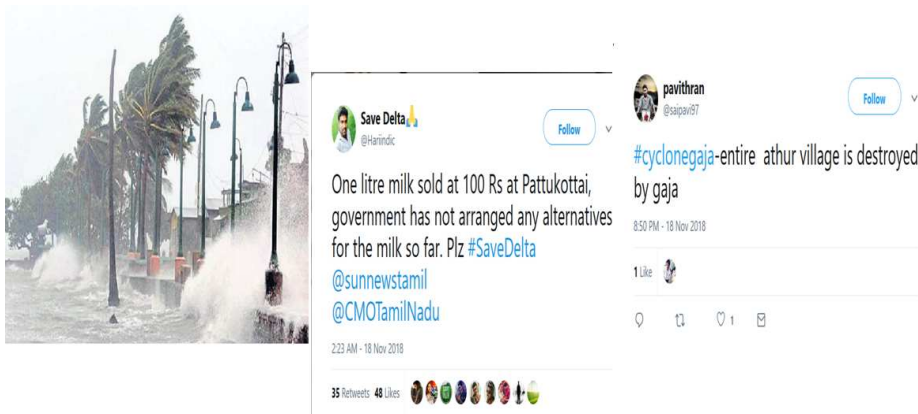 Save Delta🙏
@Hariindic
Follow
One litre milk sold at 100 Rs at Pattukottai,
government has not arranged any alternatives
for the milk so far. Plz #SaveDelta
@sunnewstamil
@CMOTamilNadu
2:23 AM - 18 Nov 2018
35 Retweets 48 Likes
pavithran
@saipavi97
Follow
#cyclonegaja-entire athur village is destroyed
by gaja
8:50 PM - 18 Nov 2018
1 Like
1